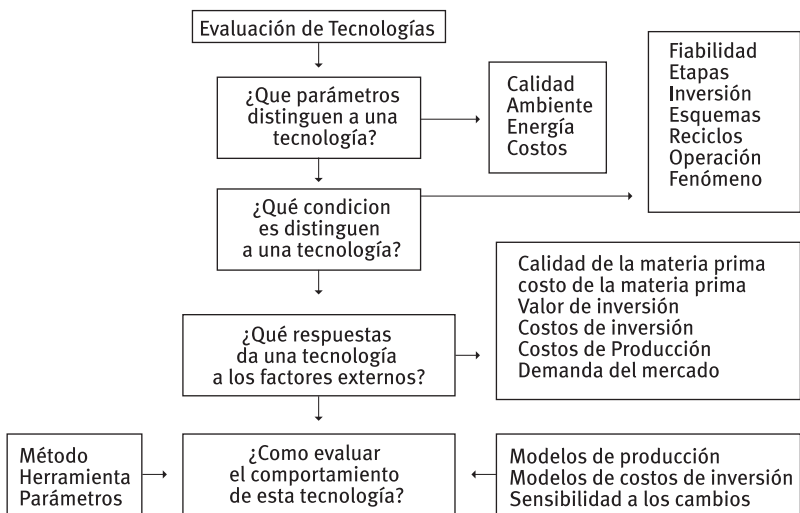 Evaluación de Tecnologías
¿Que parámetros
distinguen a una
tecnología?
Calidad
Ambiente
Energía
Costos
Fiabilidad
Etapas
Inversión
Esquemas
Reciclos
Operación
Fenómeno
¿Qué condicion
es distinguen
a una tecnología?
¿Qué respuestas
da una tecnología
a los factores externos?
Calidad de la materia prima
costo de la materia prima
Valor de inversión
Costos de inversión
Costos de Producción
Demanda del mercado
Método
Herramienta
Parámetros
¿Como evaluar
el comportamiento
de esta tecnología?
Modelos de producción
Modelos de costos de inversión
Sensibilidad a los cambios